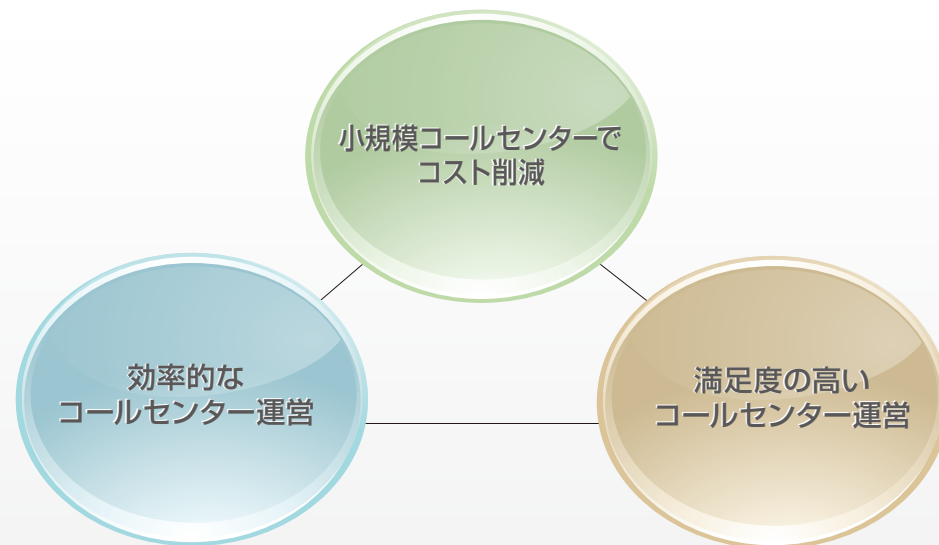 小規模コールセンターで
コスト削減
効率的な
コールセンター運営
満足度の高い
コールセンター運営